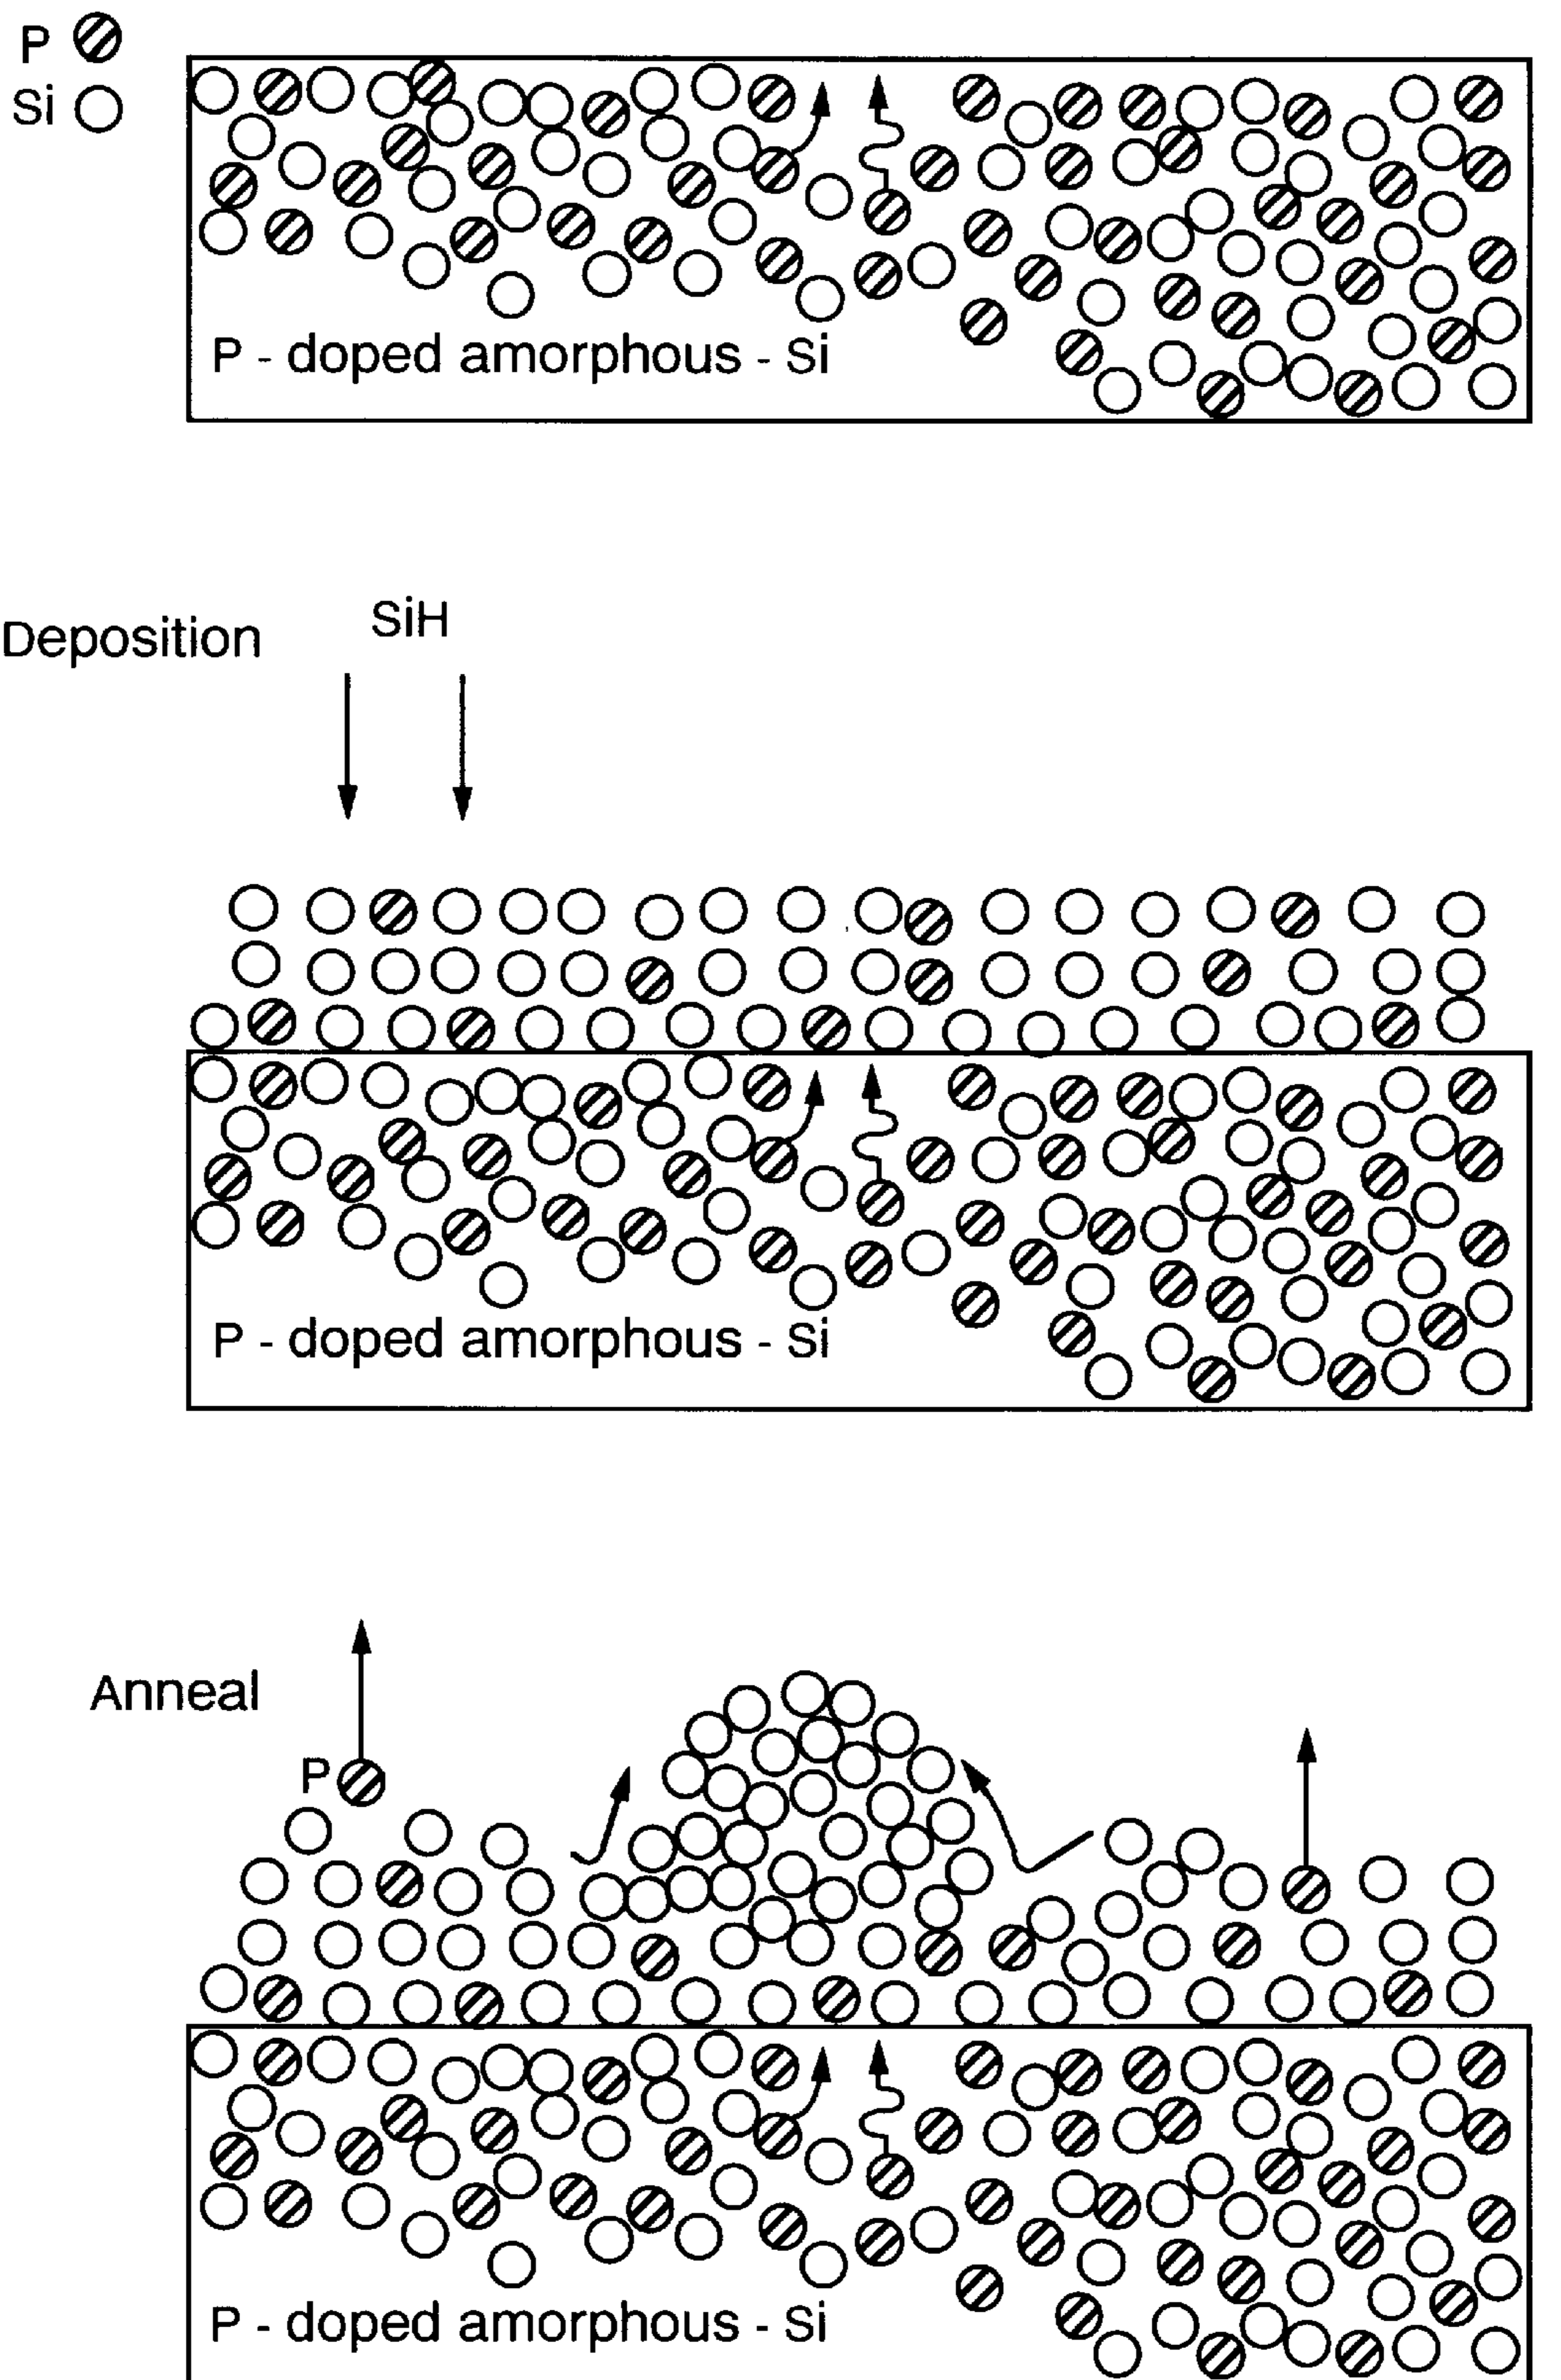 P
Si
P - doped amorphous - Si
Deposition
SiH
P - doped amorphous - Si
Anneal
P
P - doped amorphous - Si